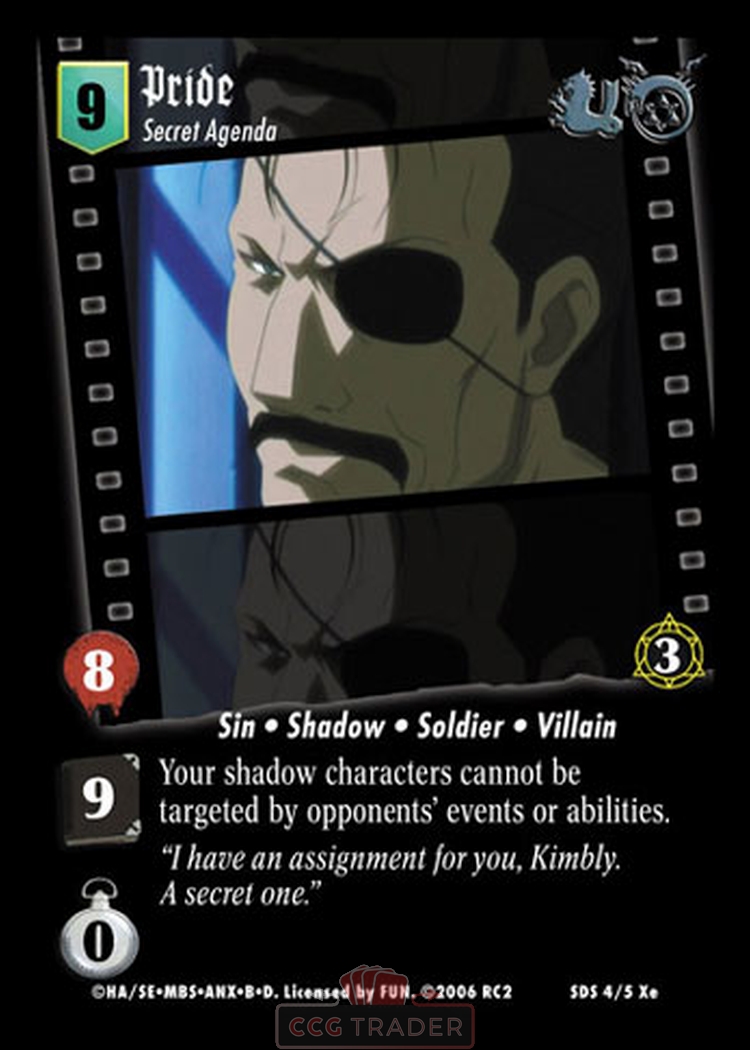 9
Pride
Secret Agenda
8
3
Sin • Shadow • Soldier • Villain
9
Your shadow characters cannot be
targeted by opponents' events or abilities.
"I have an assignment for you, Kimbly.
A secret one."
0
©HA/SE•MBS•ANX•B•D. Licensed by FUN. ©2006 RC2 SDS 4/5 Xe
CCG TRADER